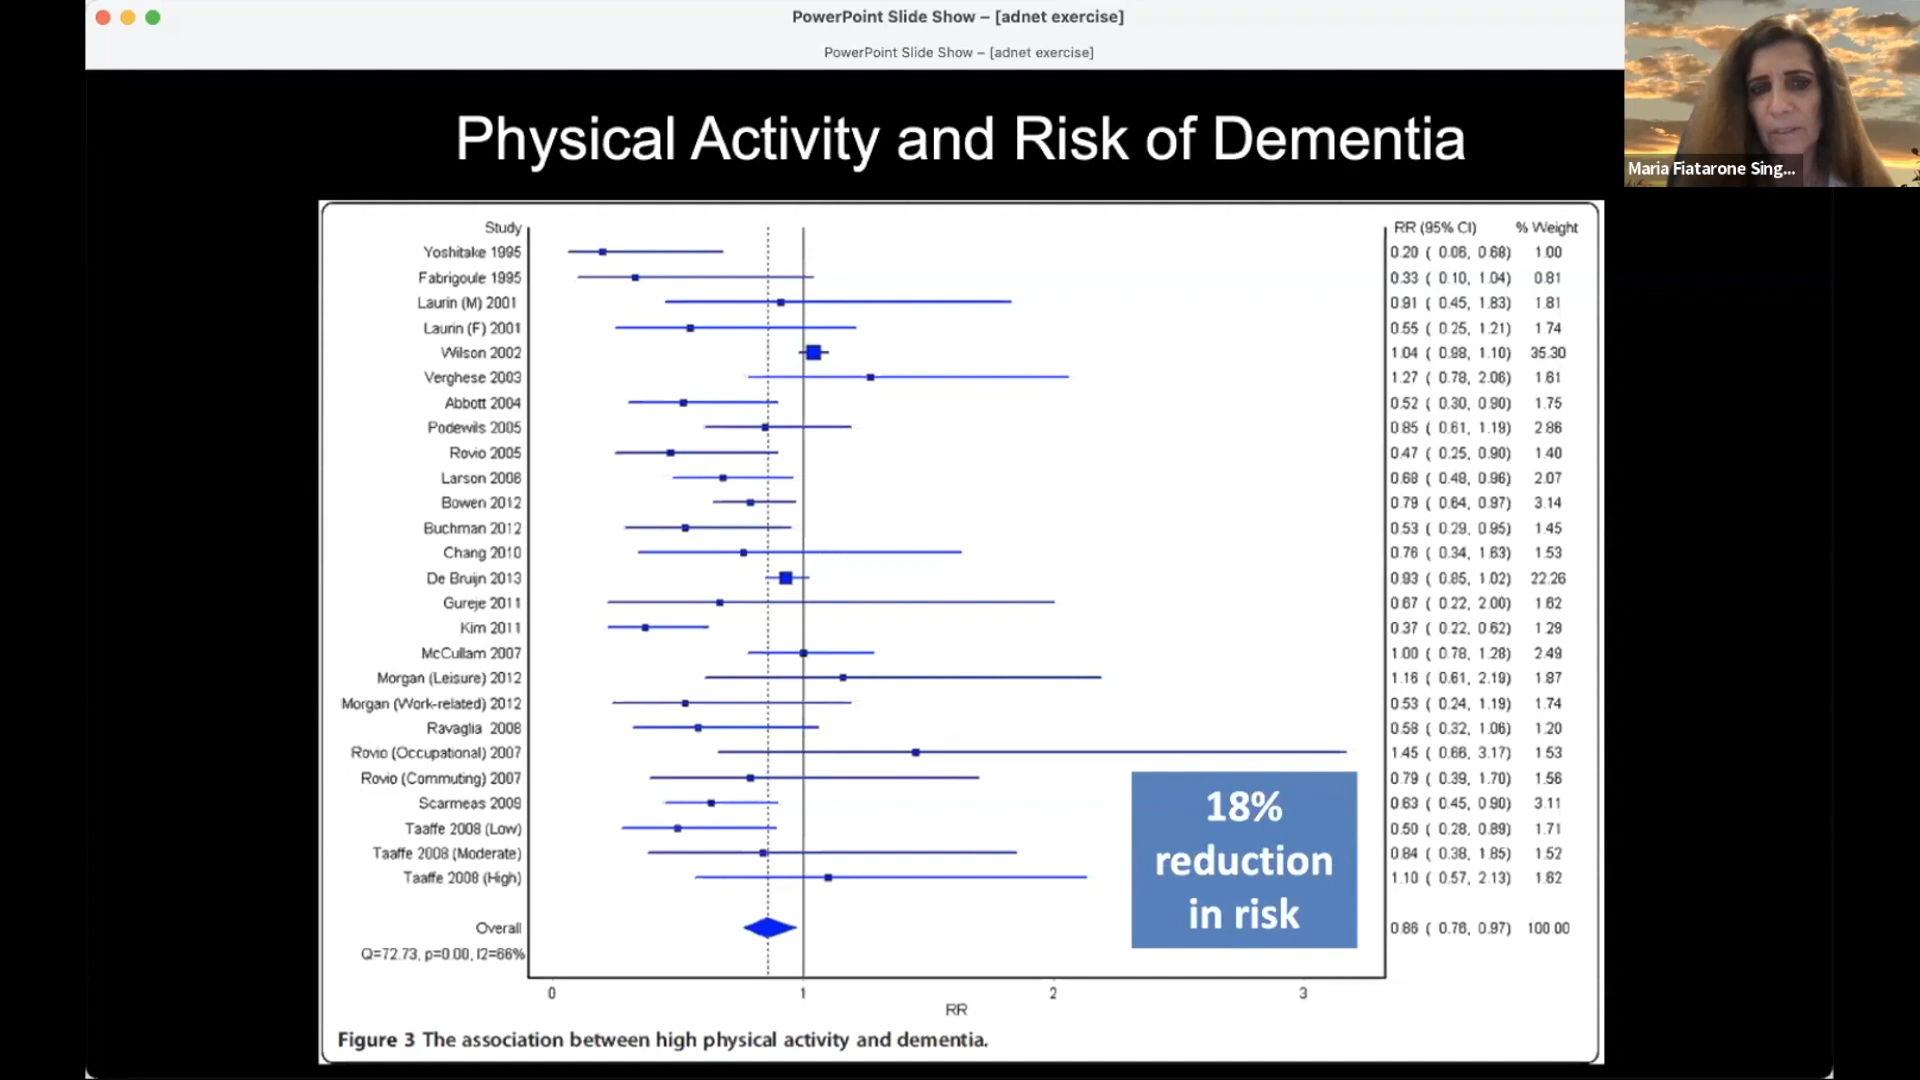 PowerPoint Slide Show – [adnet exercise]
PowerPoint Slide Show – [adnet exercise]
Maria Fiatarone Sing...
Physical Activity and Risk of Dementia
Study RR (95% CI) % Weight
Yoshitake 1995 0.20 ( 0.06, 0.68) 1.00
Fabrigoule 1995 0.33 ( 0.10, 1.04) 0.81
Laurin (M) 2001 0.91 ( 0.45, 1.83) 1.81
Laurin (F) 2001 0.55 ( 0.25, 1.21) 1.74
Wilson 2002 1.04 ( 0.98, 1.10) 35.30
Verghese 2003 1.27 ( 0.78, 2.06) 1.61
Abbott 2004 0.52 ( 0.30, 0.90) 1.75
Podewils 2005 0.85 ( 0.61, 1.19) 2.86
Rovio 2005 0.47 ( 0.25, 0.90) 1.40
Larson 2006 0.68 ( 0.48, 0.96) 2.07
Bowen 2012 0.79 ( 0.64, 0.97) 3.14
Buchman 2012 0.53 ( 0.29, 0.95) 1.45
Chang 2010 0.76 ( 0.34, 1.63) 1.53
De Bruijn 2013 0.93 ( 0.85, 1.02) 22.26
Gureje 2011 0.67 ( 0.22, 2.00) 1.62
Kim 2011 0.37 ( 0.22, 0.62) 1.29
McCullam 2007 1.00 ( 0.78, 1.28) 2.49
Morgan (Leisure) 2012 1.16 ( 0.61, 2.19) 1.87
Morgan (Work-related) 2012 0.53 ( 0.24, 1.19) 1.74
Ravaglia 2008 0.58 ( 0.32, 1.06) 1.20
Rovio (Occupational) 2007 1.45 ( 0.66, 3.17) 1.53
Rovio (Commuting) 2007 0.79 ( 0.39, 1.70) 1.56
Scarmeas 2009 0.63 ( 0.45, 0.90) 3.11
Taaffe 2008 (Low) 0.50 ( 0.28, 0.89) 1.71
Taaffe 2008 (Moderate) 0.84 ( 0.38, 1.85) 1.52
Taaffe 2008 (High) 1.10 ( 0.57, 2.13) 1.62
18%
reduction
in risk
Overall 0.86 ( 0.76, 0.97) 100.00
Q=72.73, p=0.00, I2=66%
0 1 2 3
RR
Figure 3 The association between high physical activity and dementia.